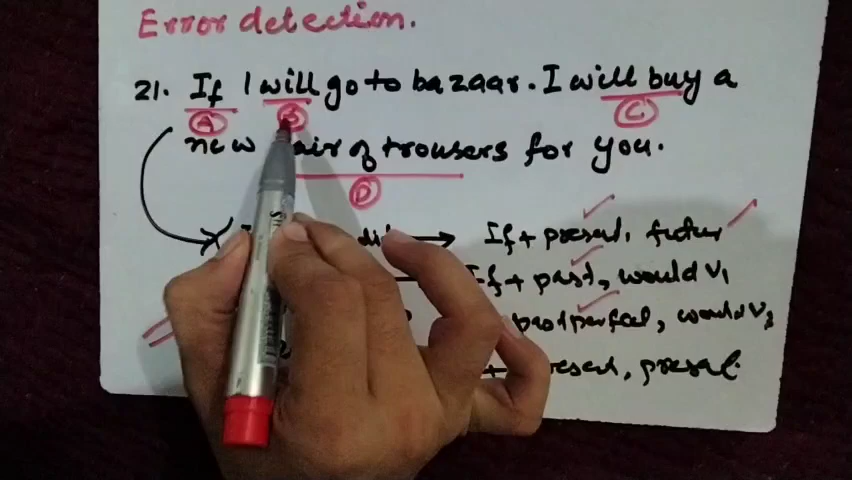 Error detection.
21. If I will go to bazaar. I will buy a
A B C
new pair of trousers for you.
D
→ If + present, futur
If + past, would V₁
past perfect, would V₃
+ present, present